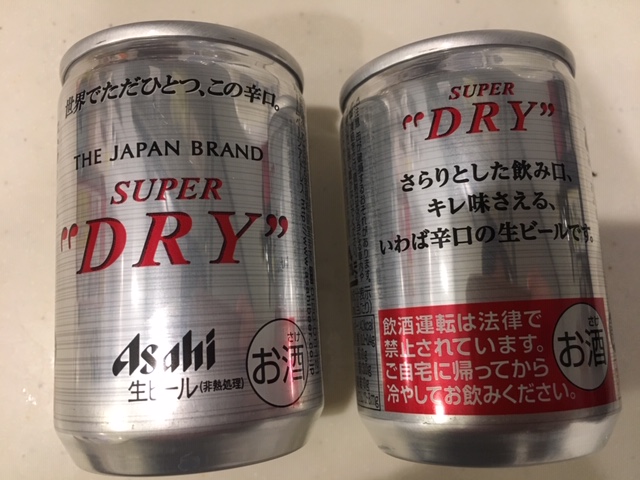 世界でただひとつ、この辛口。
THE JAPAN BRAND
SUPER
"DRY"
Asahi
生ビール(非熱処理)
さけ
お酒
SUPER
"DRY"
さらりとした飲み口、
キレ味さえる、
いわば辛口の生ビールです。
飲酒運転は法律で
禁止されています。
ご自宅に帰ってから
冷やしてお飲みください。
さけ
お酒